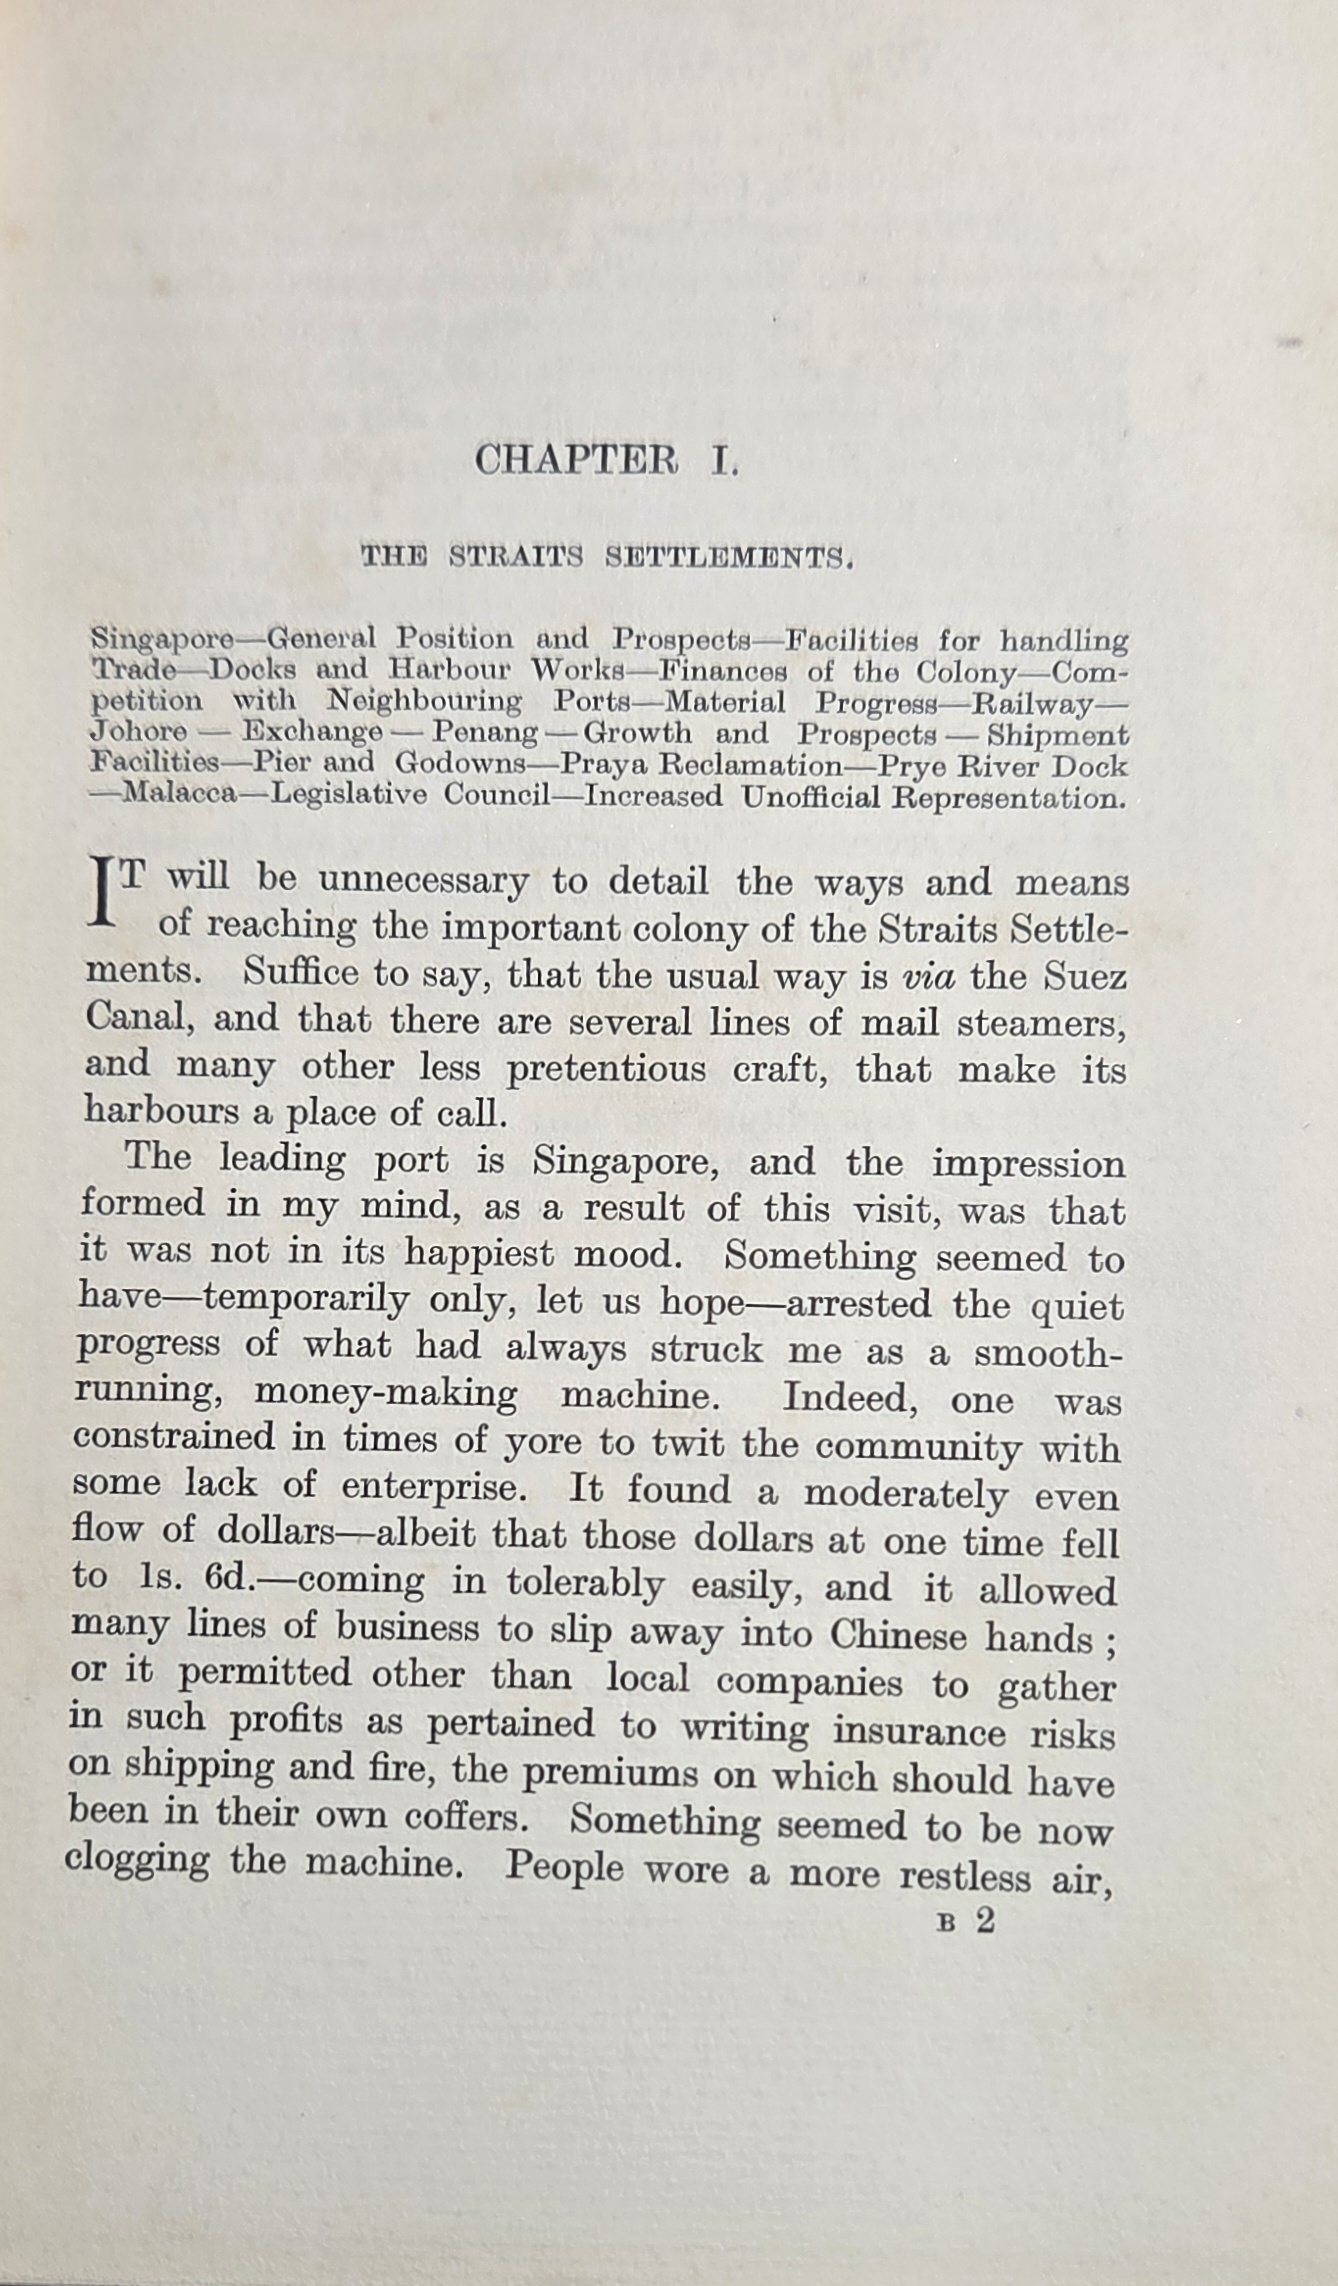 CHAPTER I.
THE STRAITS SETTLEMENTS.
Singapore—General Position and Prospects—Facilities for handling
Trade—Docks and Harbour Works—Finances of the Colony—Com-
petition with Neighbouring Ports—Material Progress—Railway—
Johore — Exchange — Penang — Growth and Prospects — Shipment
Facilities—Pier and Godowns—Praya Reclamation—Prye River Dock
—Malacca—Legislative Council—Increased Unofficial Representation.
IT will be unnecessary to detail the ways and means
of reaching the important colony of the Straits Settle-
ments. Suffice to say, that the usual way is via the Suez
Canal, and that there are several lines of mail steamers,
and many other less pretentious craft, that make its
harbours a place of call.
The leading port is Singapore, and the impression
formed in my mind, as a result of this visit, was that
it was not in its happiest mood. Something seemed to
have—temporarily only, let us hope—arrested the quiet
progress of what had always struck me as a smooth-
running, money-making machine. Indeed, one was
constrained in times of yore to twit the community with
some lack of enterprise. It found a moderately even
flow of dollars—albeit that those dollars at one time fell
to 1s. 6d.—coming in tolerably easily, and it allowed
many lines of business to slip away into Chinese hands ;
or it permitted other than local companies to gather
in such profits as pertained to writing insurance risks
on shipping and fire, the premiums on which should have
been in their own coffers. Something seemed to be now
clogging the machine. People wore a more restless air,
B 2